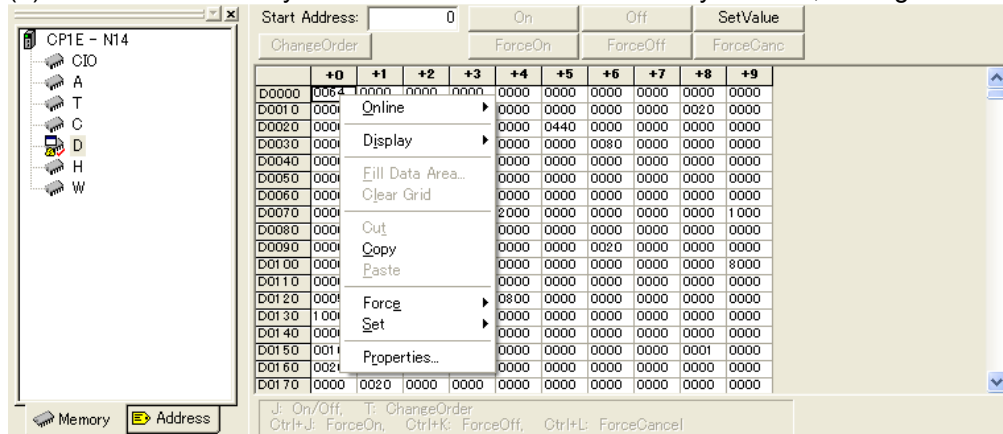 Start Address: 0 On Off SetValue
ChangeOrder ForceOn ForceOff ForceCanc
CP1E - N14
CIO
A
T
C
D
H
W
+0 +1 +2 +3 +4 +5 +6 +7 +8 +9
D0000 0064 0000 0000 0000 0000 0000 0000 0000 0000 0000
D0010 0000 0000 0000 0000 0020 0000
D0020 0000 0440 0000 0000 0000 0000
D0030 0000 0000 0080 0000 0000 0000
D0040 0000 0000 0000 0000 0000 0000
D0050 0000 0000 0000 0000 0000 0000
D0060 0000 0000 0000 0000 0000 0000
D0070 2000 0000 0000 0000 0000 1000
D0080 0000 0000 0000 0000 0000 0000
D0090 0000 0000 0020 0000 0000 0000
D0100 0000 0000 0000 0000 0000 8000
D0110 0000 0000 0000 0000 0000 0000
D0120 0800 0000 0000 0000 0000 0000
D0130 0000 0000 0000 0000 0000 0000
D0140 0000 0000 0000 0000 0000 0000
D0150 0000 0000 0000 0000 0001 0000
D0160 0000 0000 0000 0000 0000 0000
D0170 0000 0020 0000 0000 0000 0000 0000 0000 0000 0000
Online
Display
Fill Data Area...
Clear Grid
Cut
Copy
Paste
Force
Set
Properties...
Memory Address
J: On/Off, T: ChangeOrder
Ctrl+J: ForceOn, Ctrl+K: ForceOff, Ctrl+L: ForceCancel